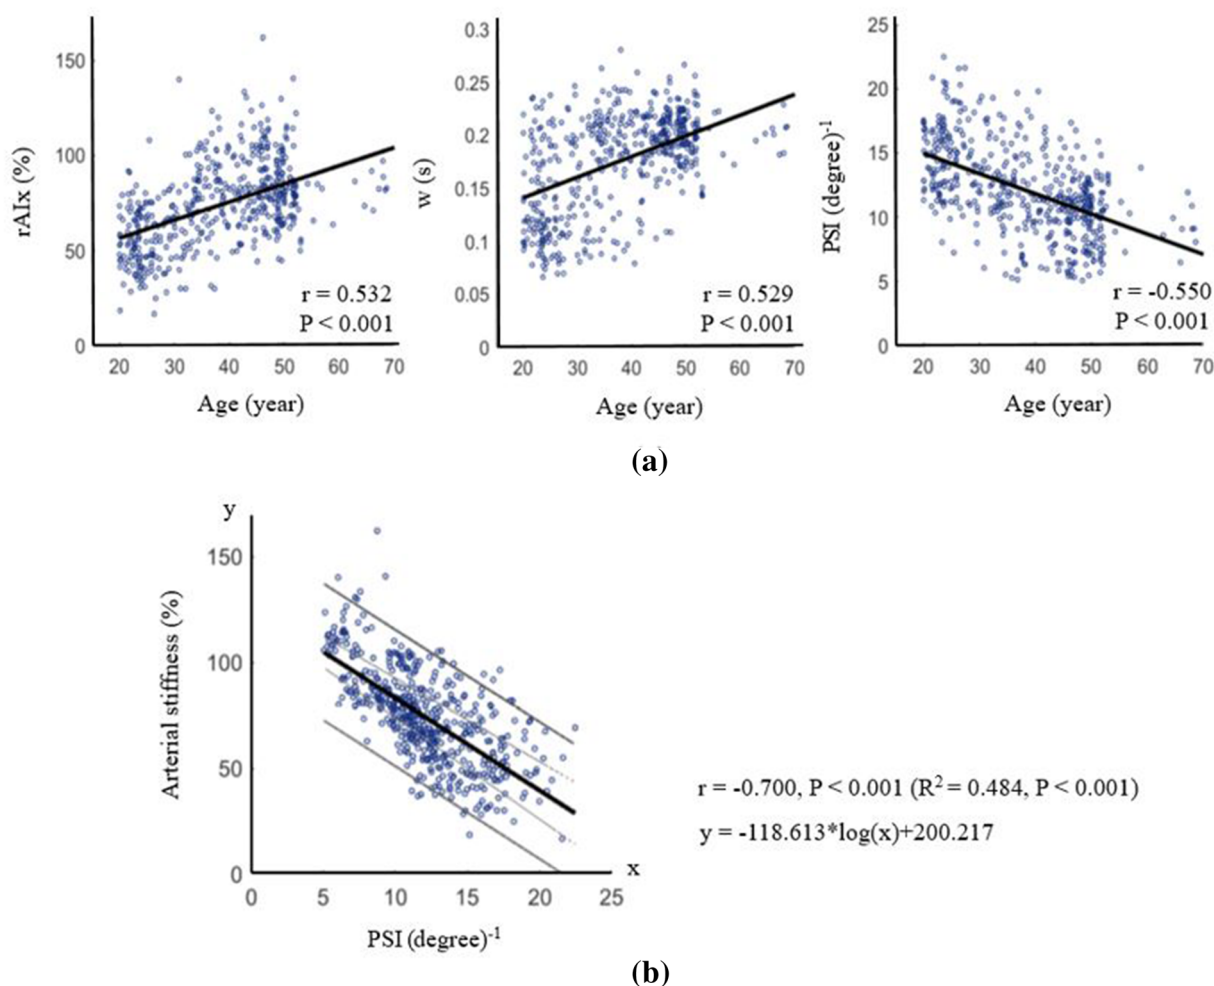 rAIx (%)
150
100
50
0
20 30 40 50 60 70
Age (year)
r = 0.532
P < 0.001
w (s)
0.3
0.25
0.2
0.15
0.1
0.05
0
20 30 40 50 60 70
Age (year)
r = 0.529
P < 0.001
PSI (degree)-1
25
20
15
10
5
0
20 30 40 50 60 70
Age (year)
r = -0.550
P < 0.001
(a)
y
Arterial stiffness (%)
150
100
50
0
0 5 10 15 20 25
x
PSI (degree)-1
r = -0.700, P < 0.001 (R2 = 0.484, P < 0.001)
y = -118.613*log(x)+200.217
(b)